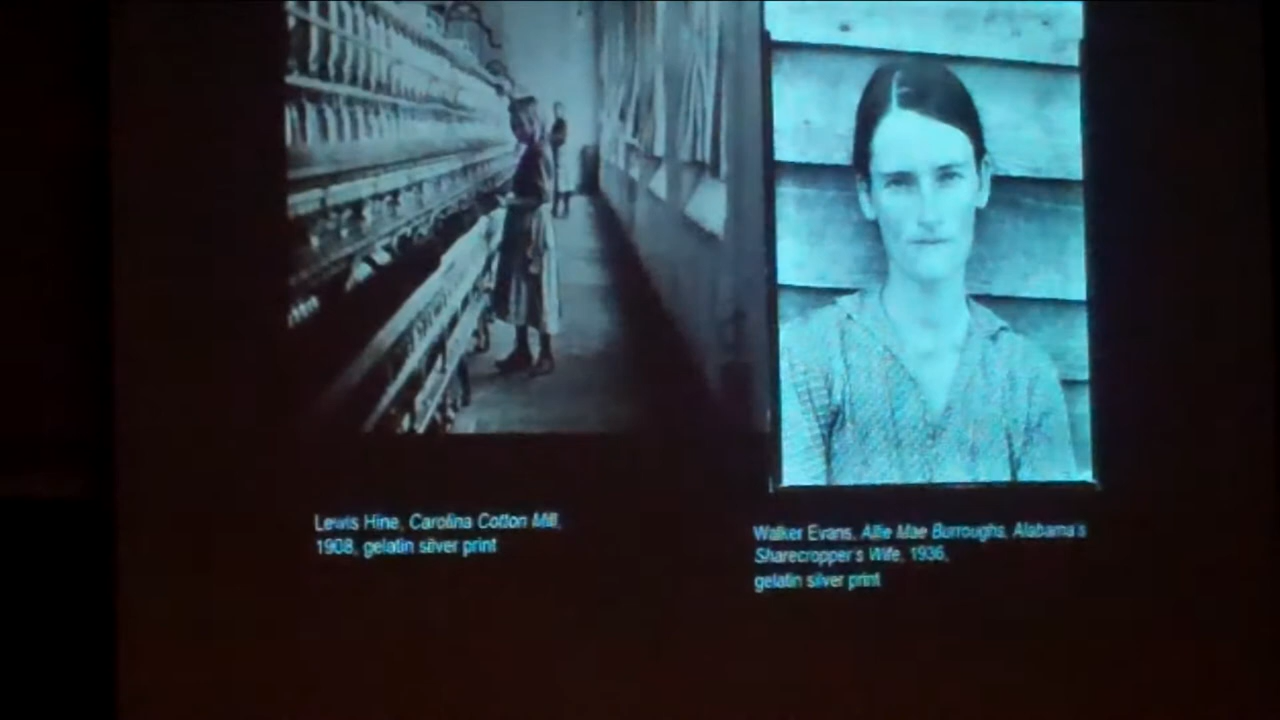 Lewis Hine, Carolina Cotton Mill,
1908, gelatin silver print
Walker Evans, Allie Mae Burroughs, Alabama's
Sharecropper's Wife, 1936,
gelatin silver print